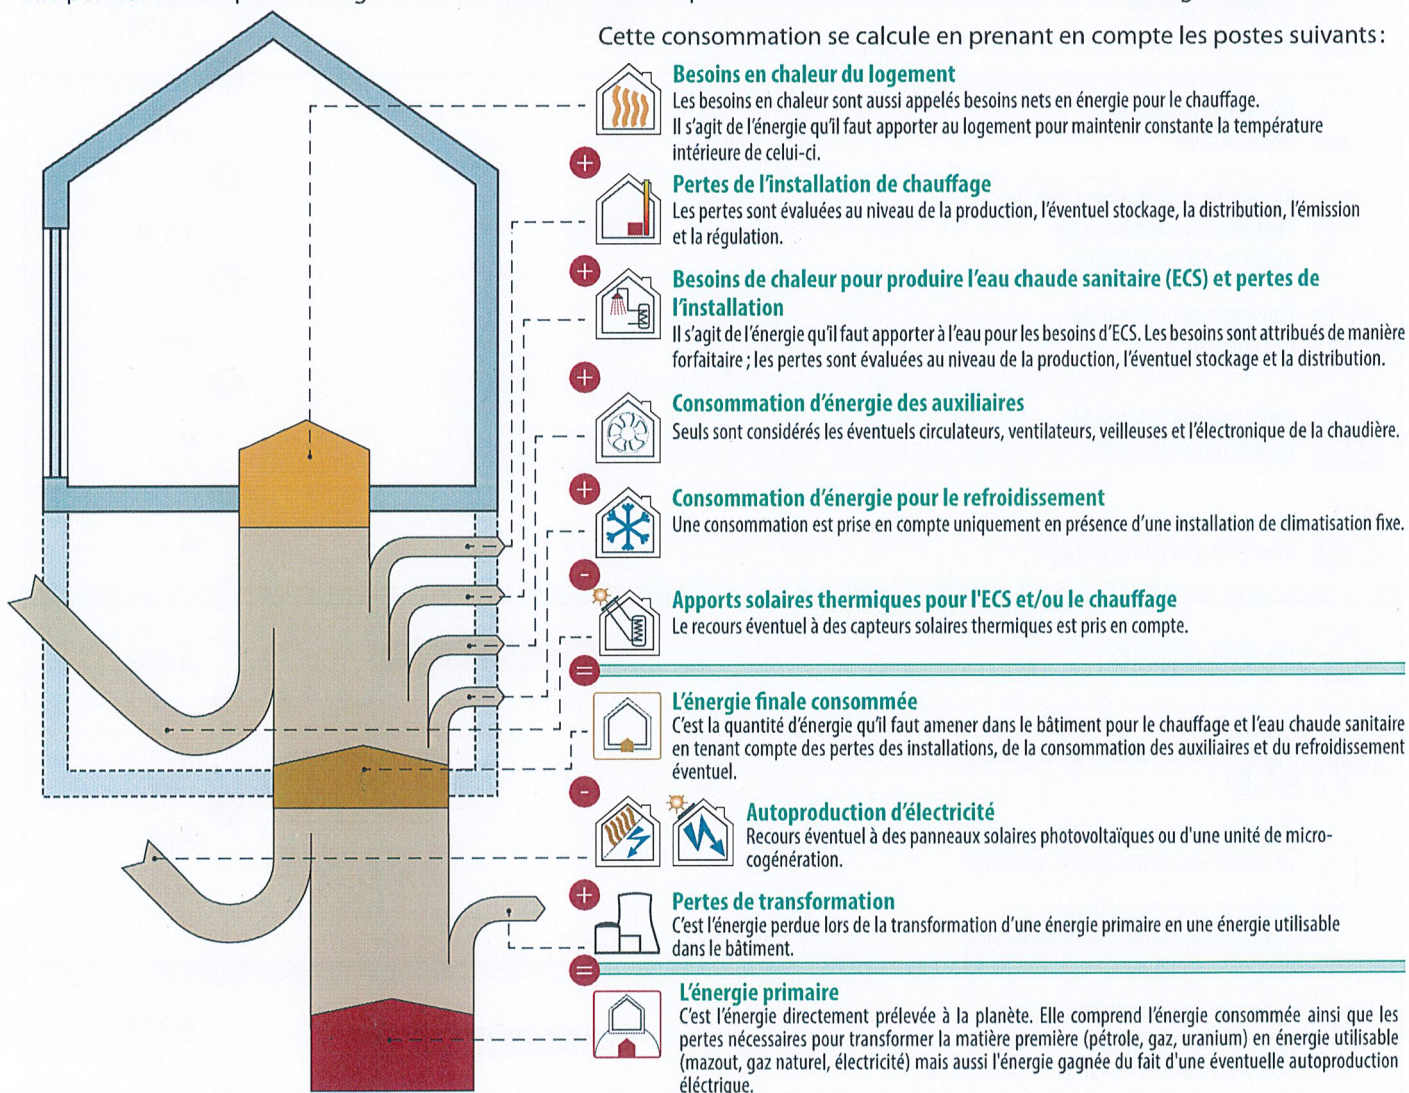 Cette consommation se calcule en prenant en compte les postes suivants :
Besoins en chaleur du logement
Les besoins en chaleur sont aussi appelés besoins nets en énergie pour le chauffage.
Il s'agit de l'énergie qu'il faut apporter au logement pour maintenir constante la température
intérieure de celui-ci.
+
Pertes de l'installation de chauffage
Les pertes sont évaluées au niveau de la production, l'éventuel stockage, la distribution, l'émission
et la régulation.
+
Besoins de chaleur pour produire l'eau chaude sanitaire (ECS) et pertes de
l'installation
Il s'agit de l'énergie qu'il faut apporter à l'eau pour les besoins d'ECS. Les besoins sont attribués de manière
forfaitaire ; les pertes sont évaluées au niveau de la production, l'éventuel stockage et la distribution.
+
Consommation d'énergie des auxiliaires
Seuls sont considérés les éventuels circulateurs, ventilateurs, veilleuses et l'électronique de la chaudière.
+
Consommation d'énergie pour le refroidissement
Une consommation est prise en compte uniquement en présence d'une installation de climatisation fixe.
-
Apports solaires thermiques pour l'ECS et/ou le chauffage
Le recours éventuel à des capteurs solaires thermiques est pris en compte.
=
L'énergie finale consommée
C'est la quantité d'énergie qu'il faut amener dans le bâtiment pour le chauffage et l'eau chaude sanitaire
en tenant compte des pertes des installations, de la consommation des auxiliaires et du refroidissement
éventuel.
-
Autoproduction d'électricité
Recours éventuel à des panneaux solaires photovoltaïques ou d'une unité de micro-
cogénération.
+
Pertes de transformation
C'est l'énergie perdue lors de la transformation d'une énergie primaire en une énergie utilisable
dans le bâtiment.
=
L'énergie primaire
C'est l'énergie directement prélevée à la planète. Elle comprend l'énergie consommée ainsi que les
pertes nécessaires pour transformer la matière première (pétrole, gaz, uranium) en énergie utilisable
(mazout, gaz naturel, électricité) mais aussi l'énergie gagnée du fait d'une éventuelle autoproduction
éléctrique.